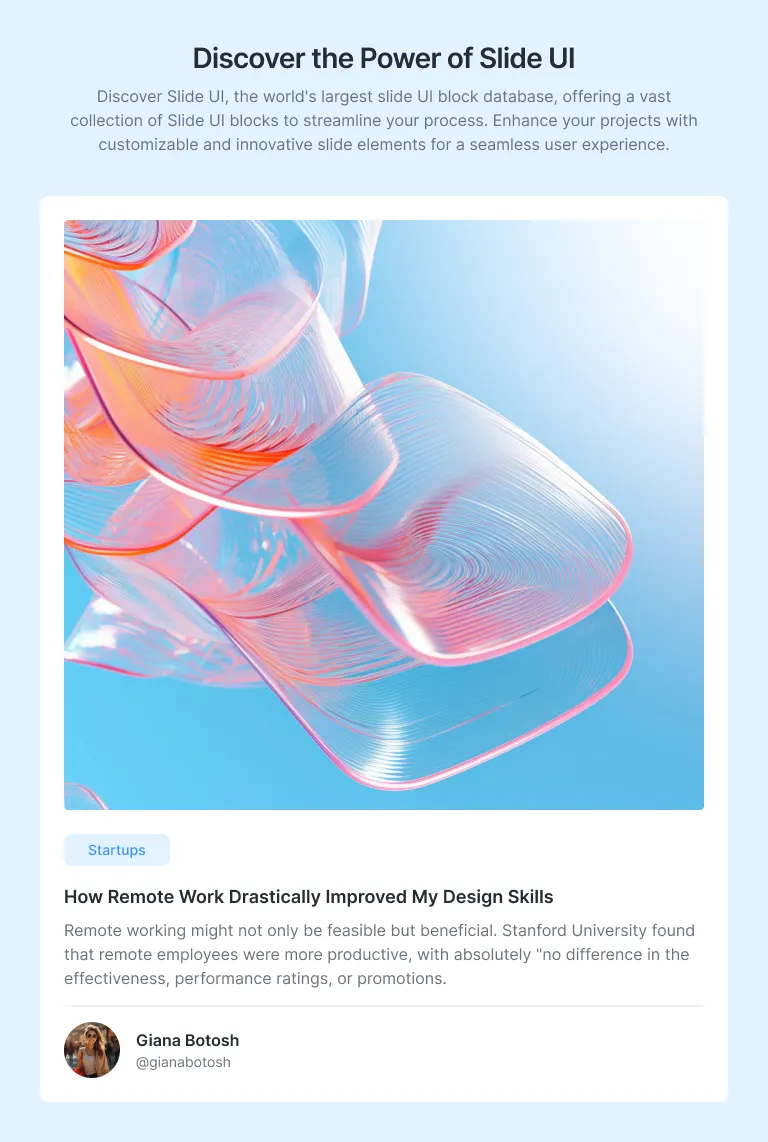 Discover the Power of Slide UI
Discover Slide UI, the world's largest slide UI block database, offering a vast
collection of Slide UI blocks to streamline your process. Enhance your projects with
customizable and innovative slide elements for a seamless user experience.
Startups
How Remote Work Drastically Improved My Design Skills
Remote working might not only be feasible but beneficial. Stanford University found
that remote employees were more productive, with absolutely "no difference in the
effectiveness, performance ratings, or promotions.
Giana Botosh
@gianabotosh